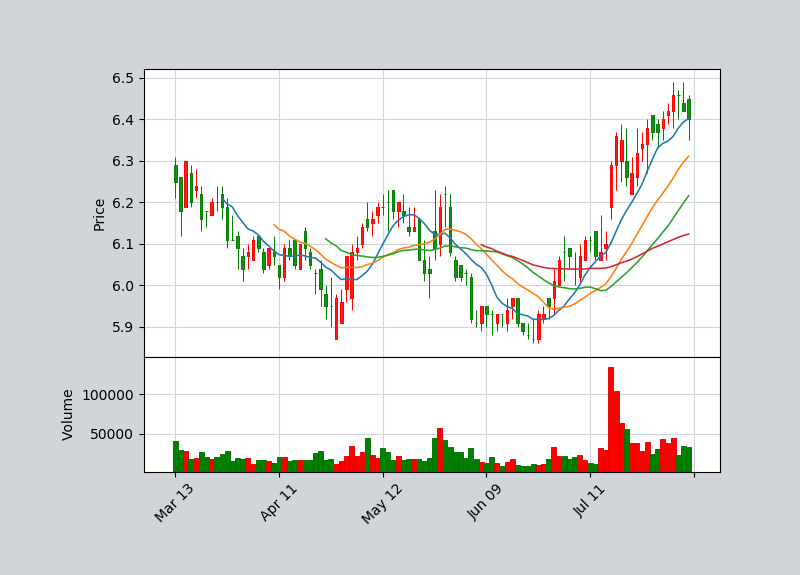 6.5
6.4
6.3
6.2
6.1
6.0
5.9
Price
100000
50000
Volume
Mar 13
Apr 11
May 12
Jun 09
Jul 11